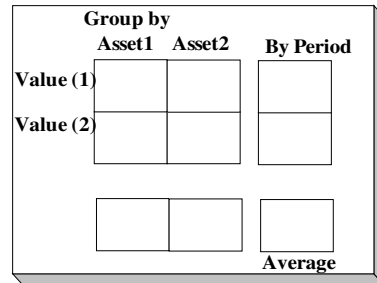 Group by
Asset1 Asset2 By Period
Value (1)
Value (2)
Average